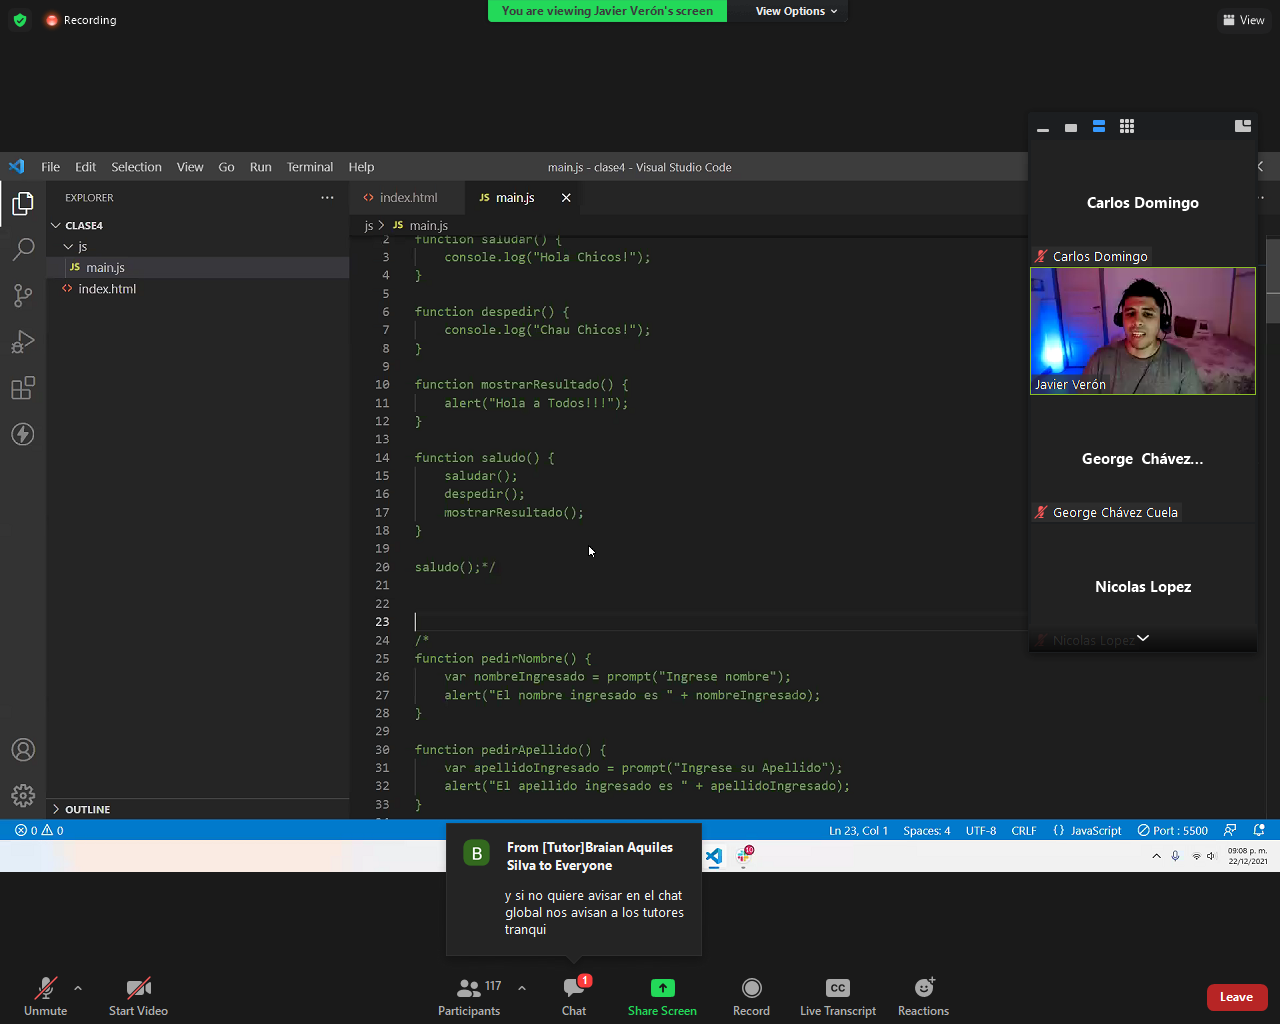 Recording
You are viewing Javier Verón's screen
View Options
View
File Edit Selection View Go Run Terminal Help
main.js - clase4 - Visual Studio Code
EXPLORER
CLASE4
js
JS main.js
index.html
OUTLINE
index.html
JS main.js
js > JS main.js
2 function saludar() {
3 console.log("Hola Chicos!");
4 }
5
6 function despedir() {
7 console.log("Chau Chicos!");
8 }
9
10 function mostrarResultado() {
11 alert("Hola a Todos!!!");
12 }
13
14 function saludo() {
15 saludar();
16 despedir();
17 mostrarResultado();
18 }
19
20 saludo();*/
21
22
23
24 /*
25 function pedirNombre() {
26 var nombreIngresado = prompt("Ingrese nombre");
27 alert("El nombre ingresado es " + nombreIngresado);
28 }
29
30 function pedirApellido() {
31 var apellidoIngresado = prompt("Ingrese su Apellido");
32 alert("El apellido ingresado es " + apellidoIngresado);
33 }
Carlos Domingo
Carlos Domingo
Javier Verón
George Chávez...
George Chávez Cuela
Nicolas Lopez
Nicolas Lopez
0 0
Ln 23, Col 1 Spaces: 4 UTF-8 CRLF {} JavaScript Port : 5500
10
09:08 p. m.
22/12/2021
B
From [Tutor]Braian Aquiles
Silva to Everyone
y si no quiere avisar en el chat
global nos avisan a los tutores
tranqui
Unmute
Start Video
117
Participants
1
Chat
Share Screen
Record
CC
Live Transcript
Reactions
Leave